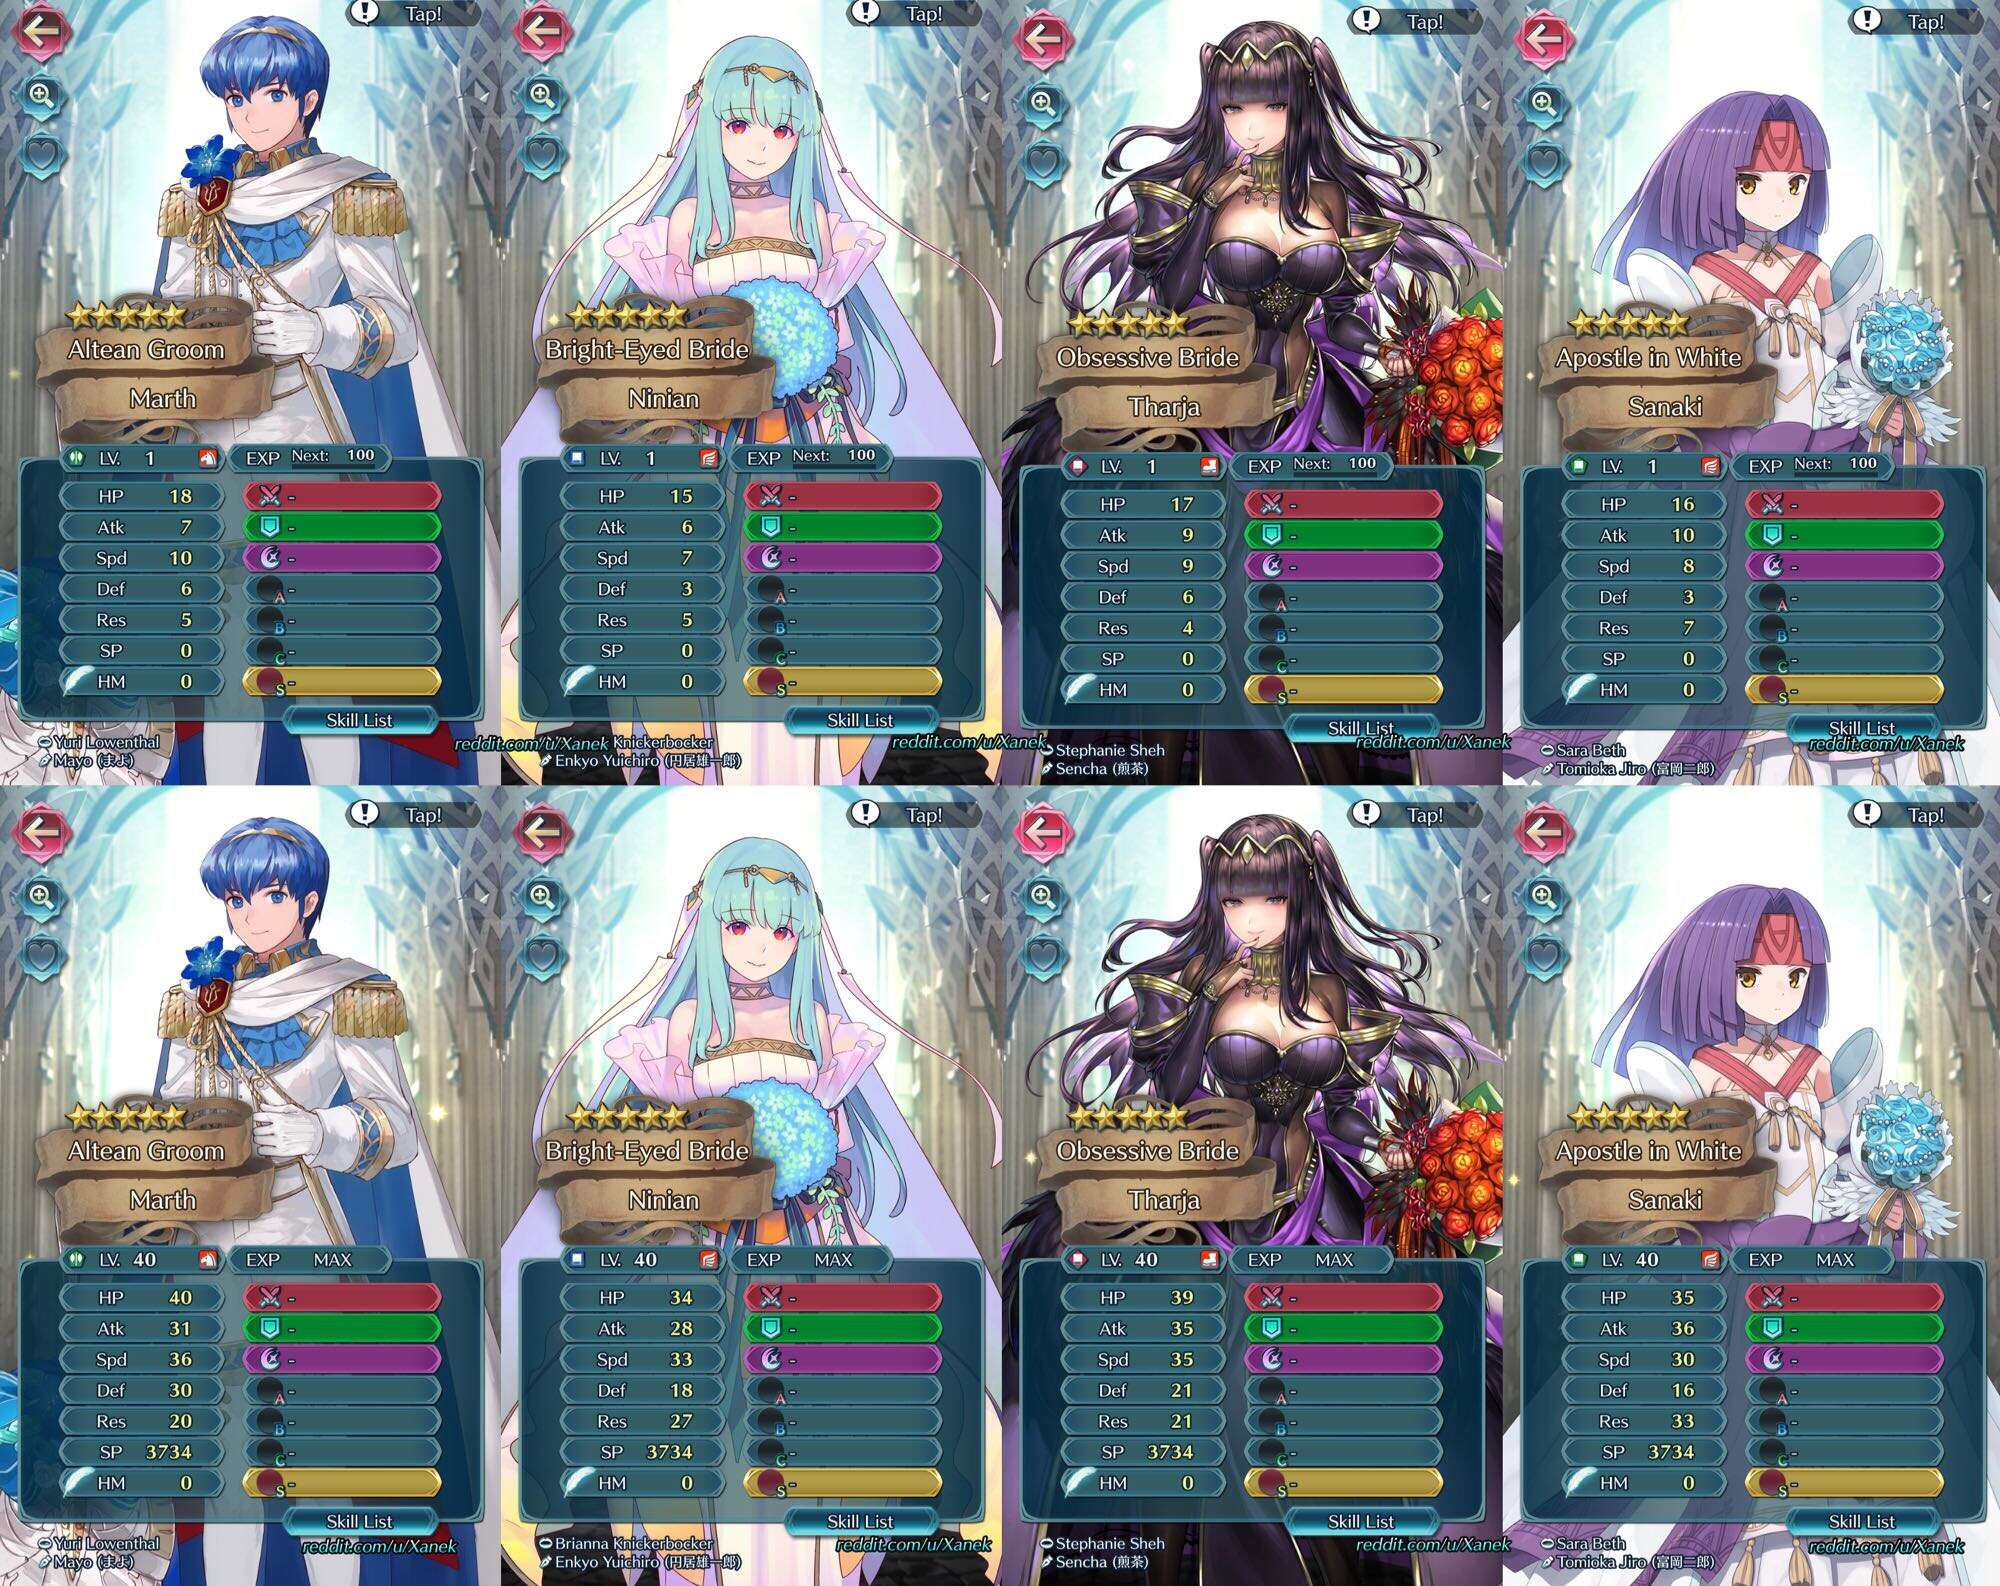 Tap!
Altean Groom
Marth
LV. 1
EXP Next: 100
HP 18
Atk 7
Spd 10
Def 6
Res 5
SP 0
HM 0
-
-
-
A -
B -
C -
S -
Skill List
Yuri Lowenthal
Mayo (まよ)
reddit.com/u/Xanek
Tap!
Bright-Eyed Bride
Ninian
LV. 1
EXP Next: 100
HP 15
Atk 6
Spd 7
Def 3
Res 5
SP 0
HM 0
-
-
-
A -
B -
C -
S -
Skill List
Knickerbocker
Enkyo Yuichiro (円居雄一郎)
reddit.com/u/Xanek
Tap!
Obsessive Bride
Tharja
LV. 1
EXP Next: 100
HP 17
Atk 9
Spd 9
Def 6
Res 4
SP 0
HM 0
-
-
-
A -
B -
C -
S -
Skill List
Stephanie Sheh
Sencha (煎茶)
reddit.com/u/Xanek
Tap!
Apostle in White
Sanaki
LV. 1
EXP Next: 100
HP 16
Atk 10
Spd 8
Def 3
Res 7
SP 0
HM 0
-
-
-
A -
B -
C -
S -
Skill List
Sara Beth
Tomioka Jiro (富岡二郎)
reddit.com/u/Xanek
Tap!
Altean Groom
Marth
LV. 40
EXP MAX
HP 40
Atk 31
Spd 36
Def 30
Res 20
SP 3734
HM 0
-
-
-
A -
B -
C -
S -
Skill List
Yuri Lowenthal
Mayo (まよ)
reddit.com/u/Xanek
Tap!
Bright-Eyed Bride
Ninian
LV. 40
EXP MAX
HP 34
Atk 28
Spd 33
Def 18
Res 27
SP 3734
HM 0
-
-
-
A -
B -
C -
S -
Skill List
Brianna Knickerbocker
Enkyo Yuichiro (円居雄一郎)
reddit.com/u/Xanek
Tap!
Obsessive Bride
Tharja
LV. 40
EXP MAX
HP 39
Atk 35
Spd 35
Def 21
Res 21
SP 3734
HM 0
-
-
-
A -
B -
C -
S -
Skill List
Stephanie Sheh
Sencha (煎茶)
reddit.com/u/Xanek
Tap!
Apostle in White
Sanaki
LV. 40
EXP MAX
HP 35
Atk 36
Spd 30
Def 16
Res 33
SP 3734
HM 0
-
-
-
A -
B -
C -
S -
Skill List
Sara Beth
Tomioka Jiro (富岡二郎)
reddit.com/u/Xanek